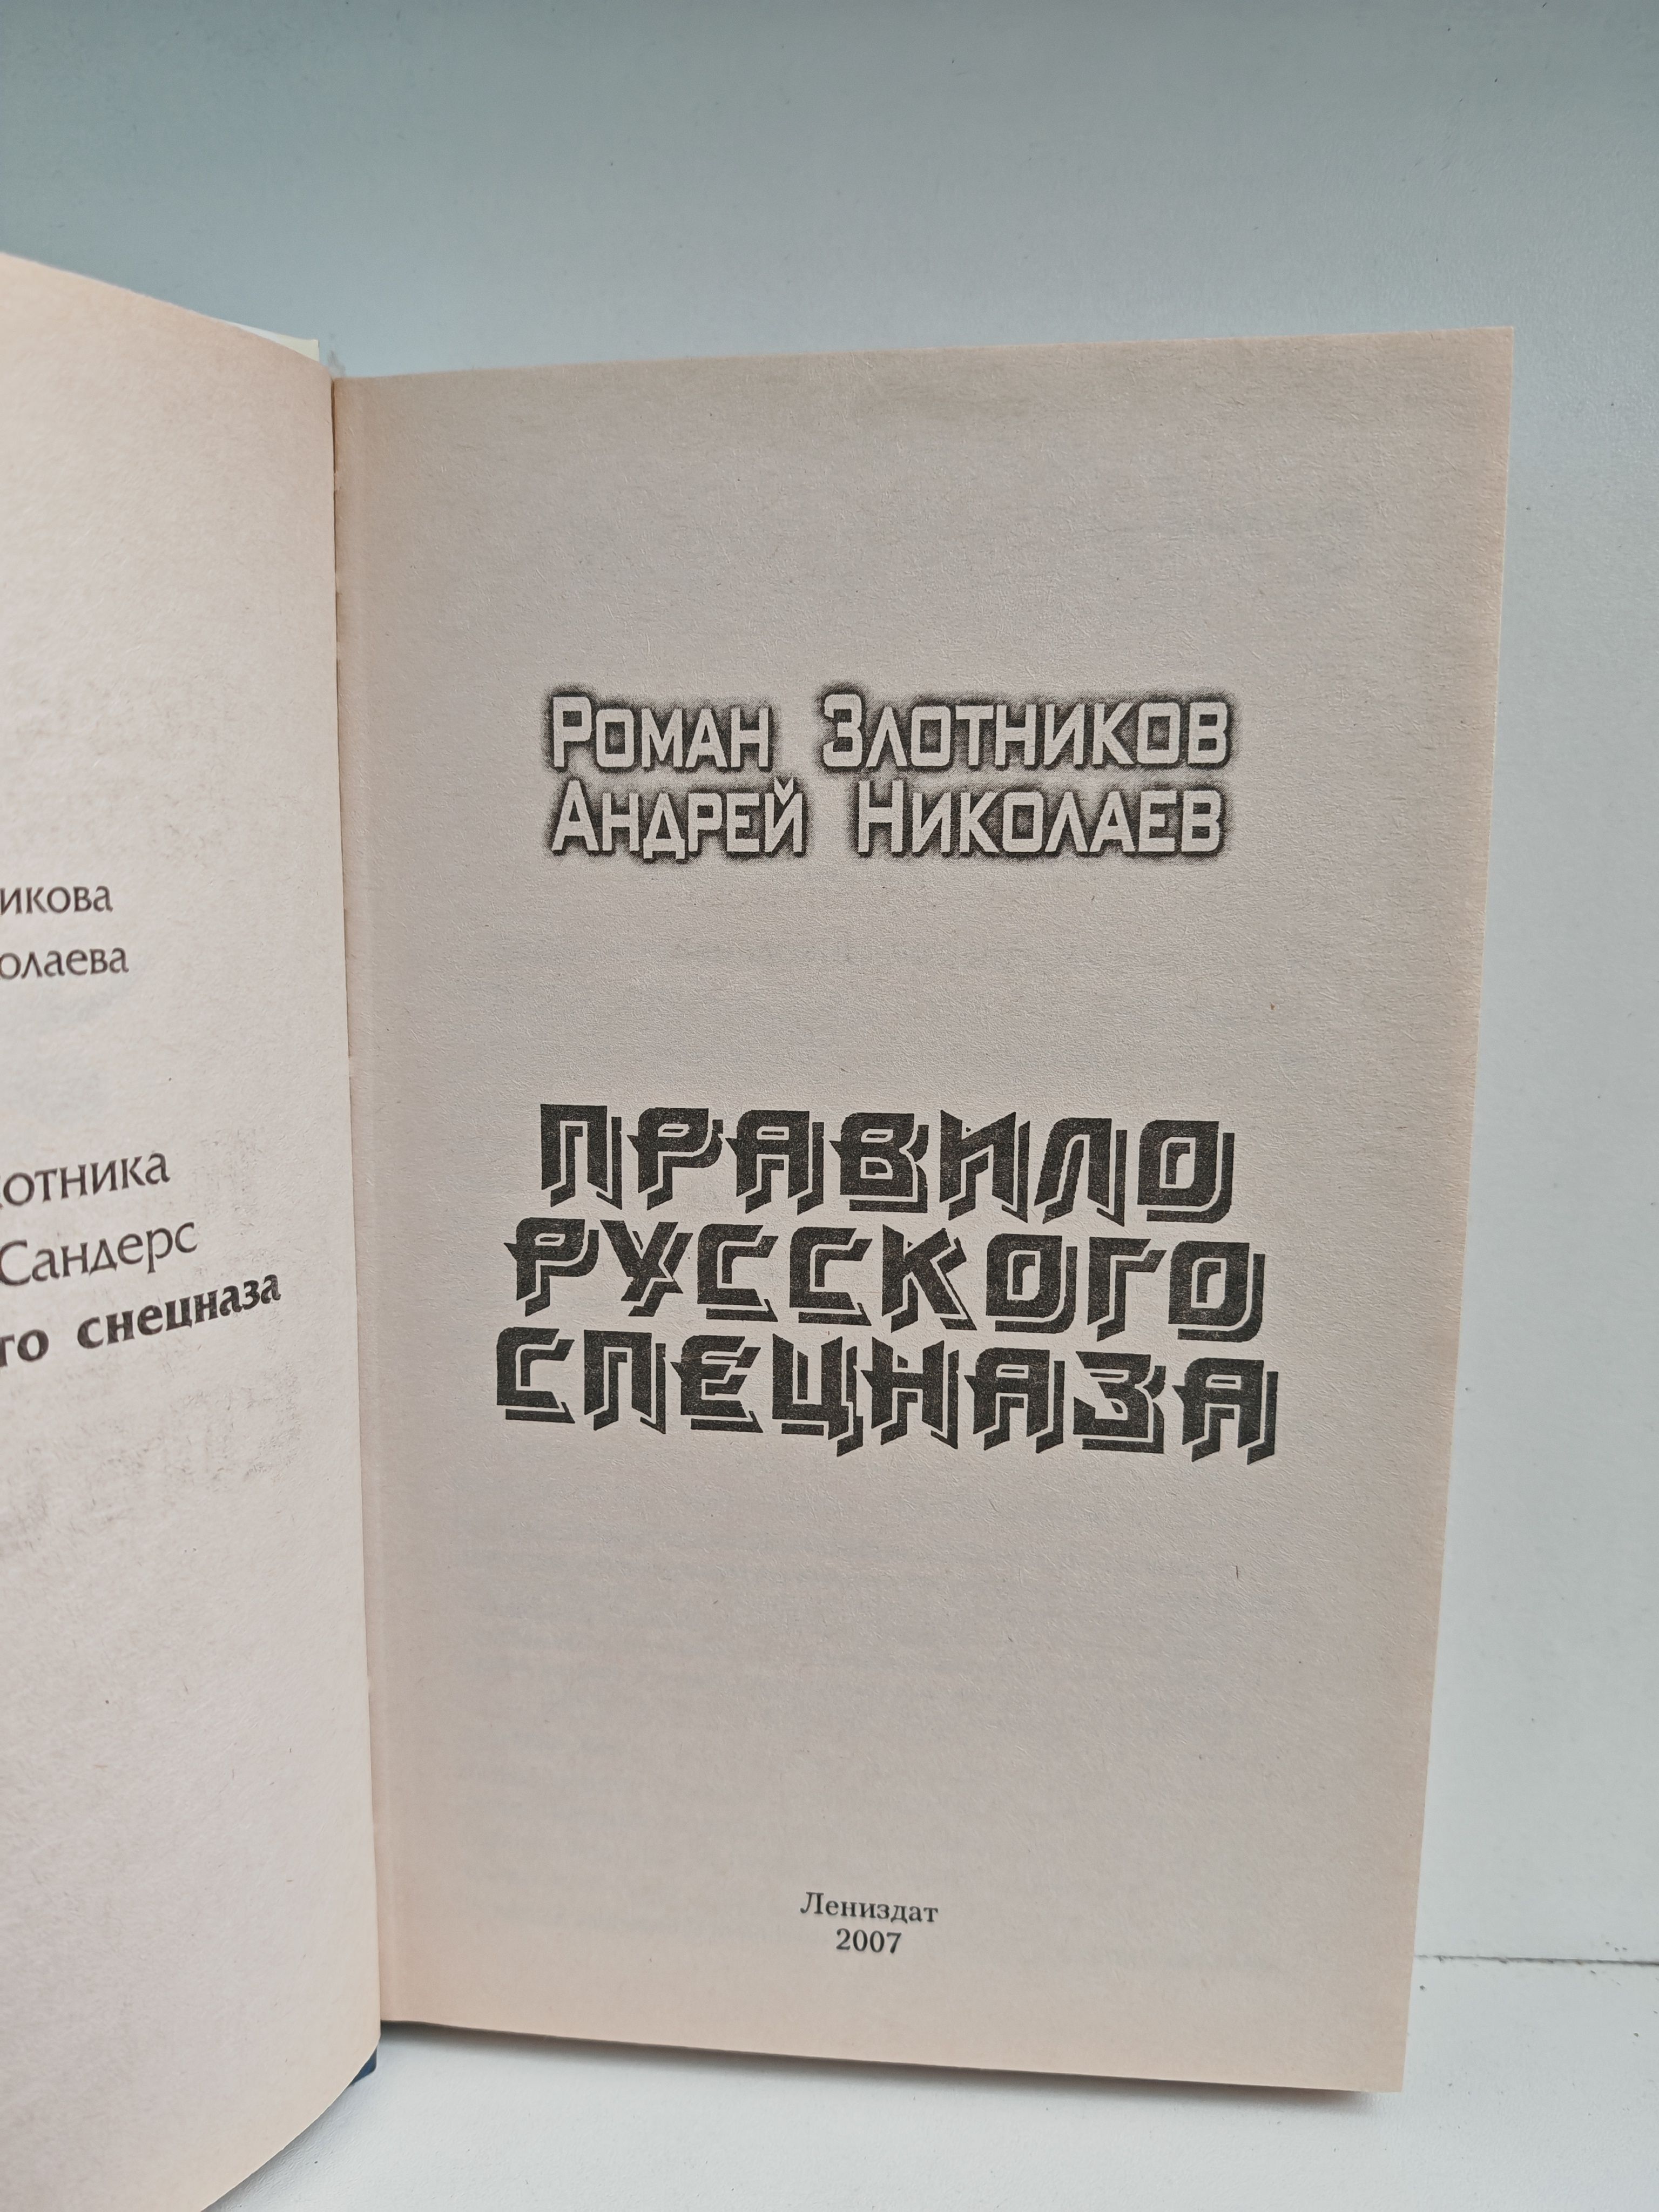 икова
олаева
отника
Сандерс
го снецназа
Роман Злотников
Андрей Николаев
ПРАВИЛО
РУССКОГО
СПЕЦНАЗА
Лениздат
2007